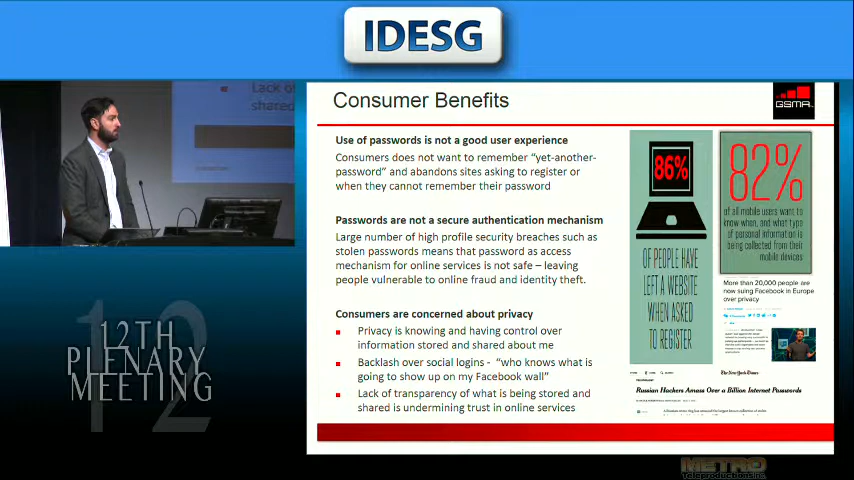 IDESG
Lack of
shared
Consumer Benefits
GSMA
Use of passwords is not a good user experience
Consumers does not want to remember “yet-another-
password” and abandons sites asking to register or
when they cannot remember their password
Passwords are not a secure authentication mechanism
Large number of high profile security breaches such as
stolen passwords means that password as access
mechanism for online services is not safe – leaving
people vulnerable to online fraud and identity theft.
Consumers are concerned about privacy
Privacy is knowing and having control over
information stored and shared about me
Backlash over social logins - “who knows what is
going to show up on my Facebook wall”
Lack of transparency of what is being stored and
shared is undermining trust in online services
86%
OF PEOPLE HAVE
LEFT A WEBSITE
WHEN ASKED
TO REGISTER
82%
of all mobile users want to
know when, and what type
of personal information is
being collected from their
mobile devices
More than 20,000 people are
now suing Facebook in Europe
over privacy
The New York Times
Russian Hackers Amass Over a Billion Internet Passwords
12
12TH
PLENARY
MEETING
METRO